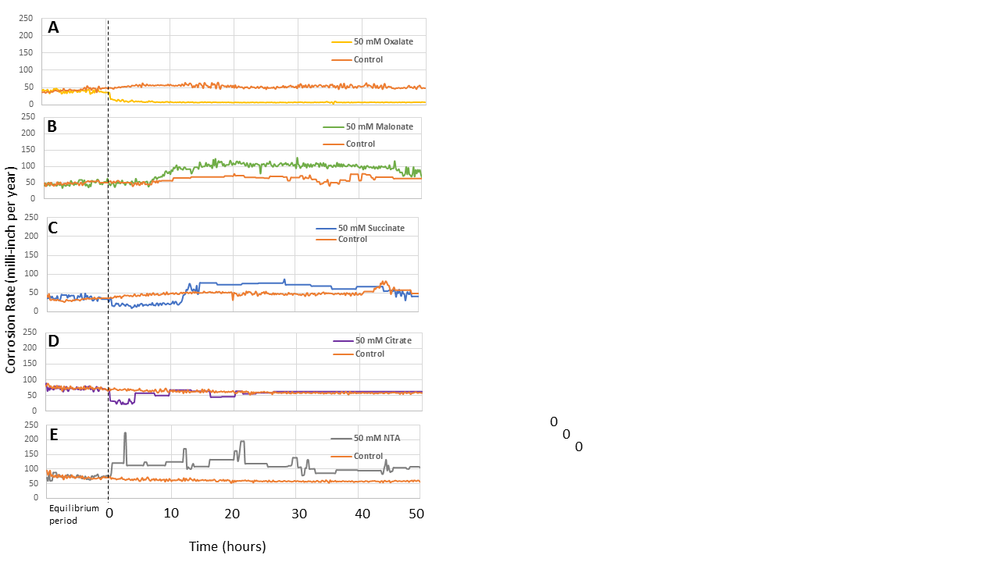 Corrosion Rate (milli-inch per year)
A
250
200
150
100
50
0
50 mM Oxalate
Control
B
250
200
150
100
50
0
50 mM Malonate
Control
C
250
200
150
100
50
0
50 mM Succinate
Control
D
250
200
150
100
50
0
50 mM Citrate
Control
E
250
200
150
100
50
0
50 mM NTA
Control
Equilibrium
period
0 10 20 30 40 50
Time (hours)
0
0
0